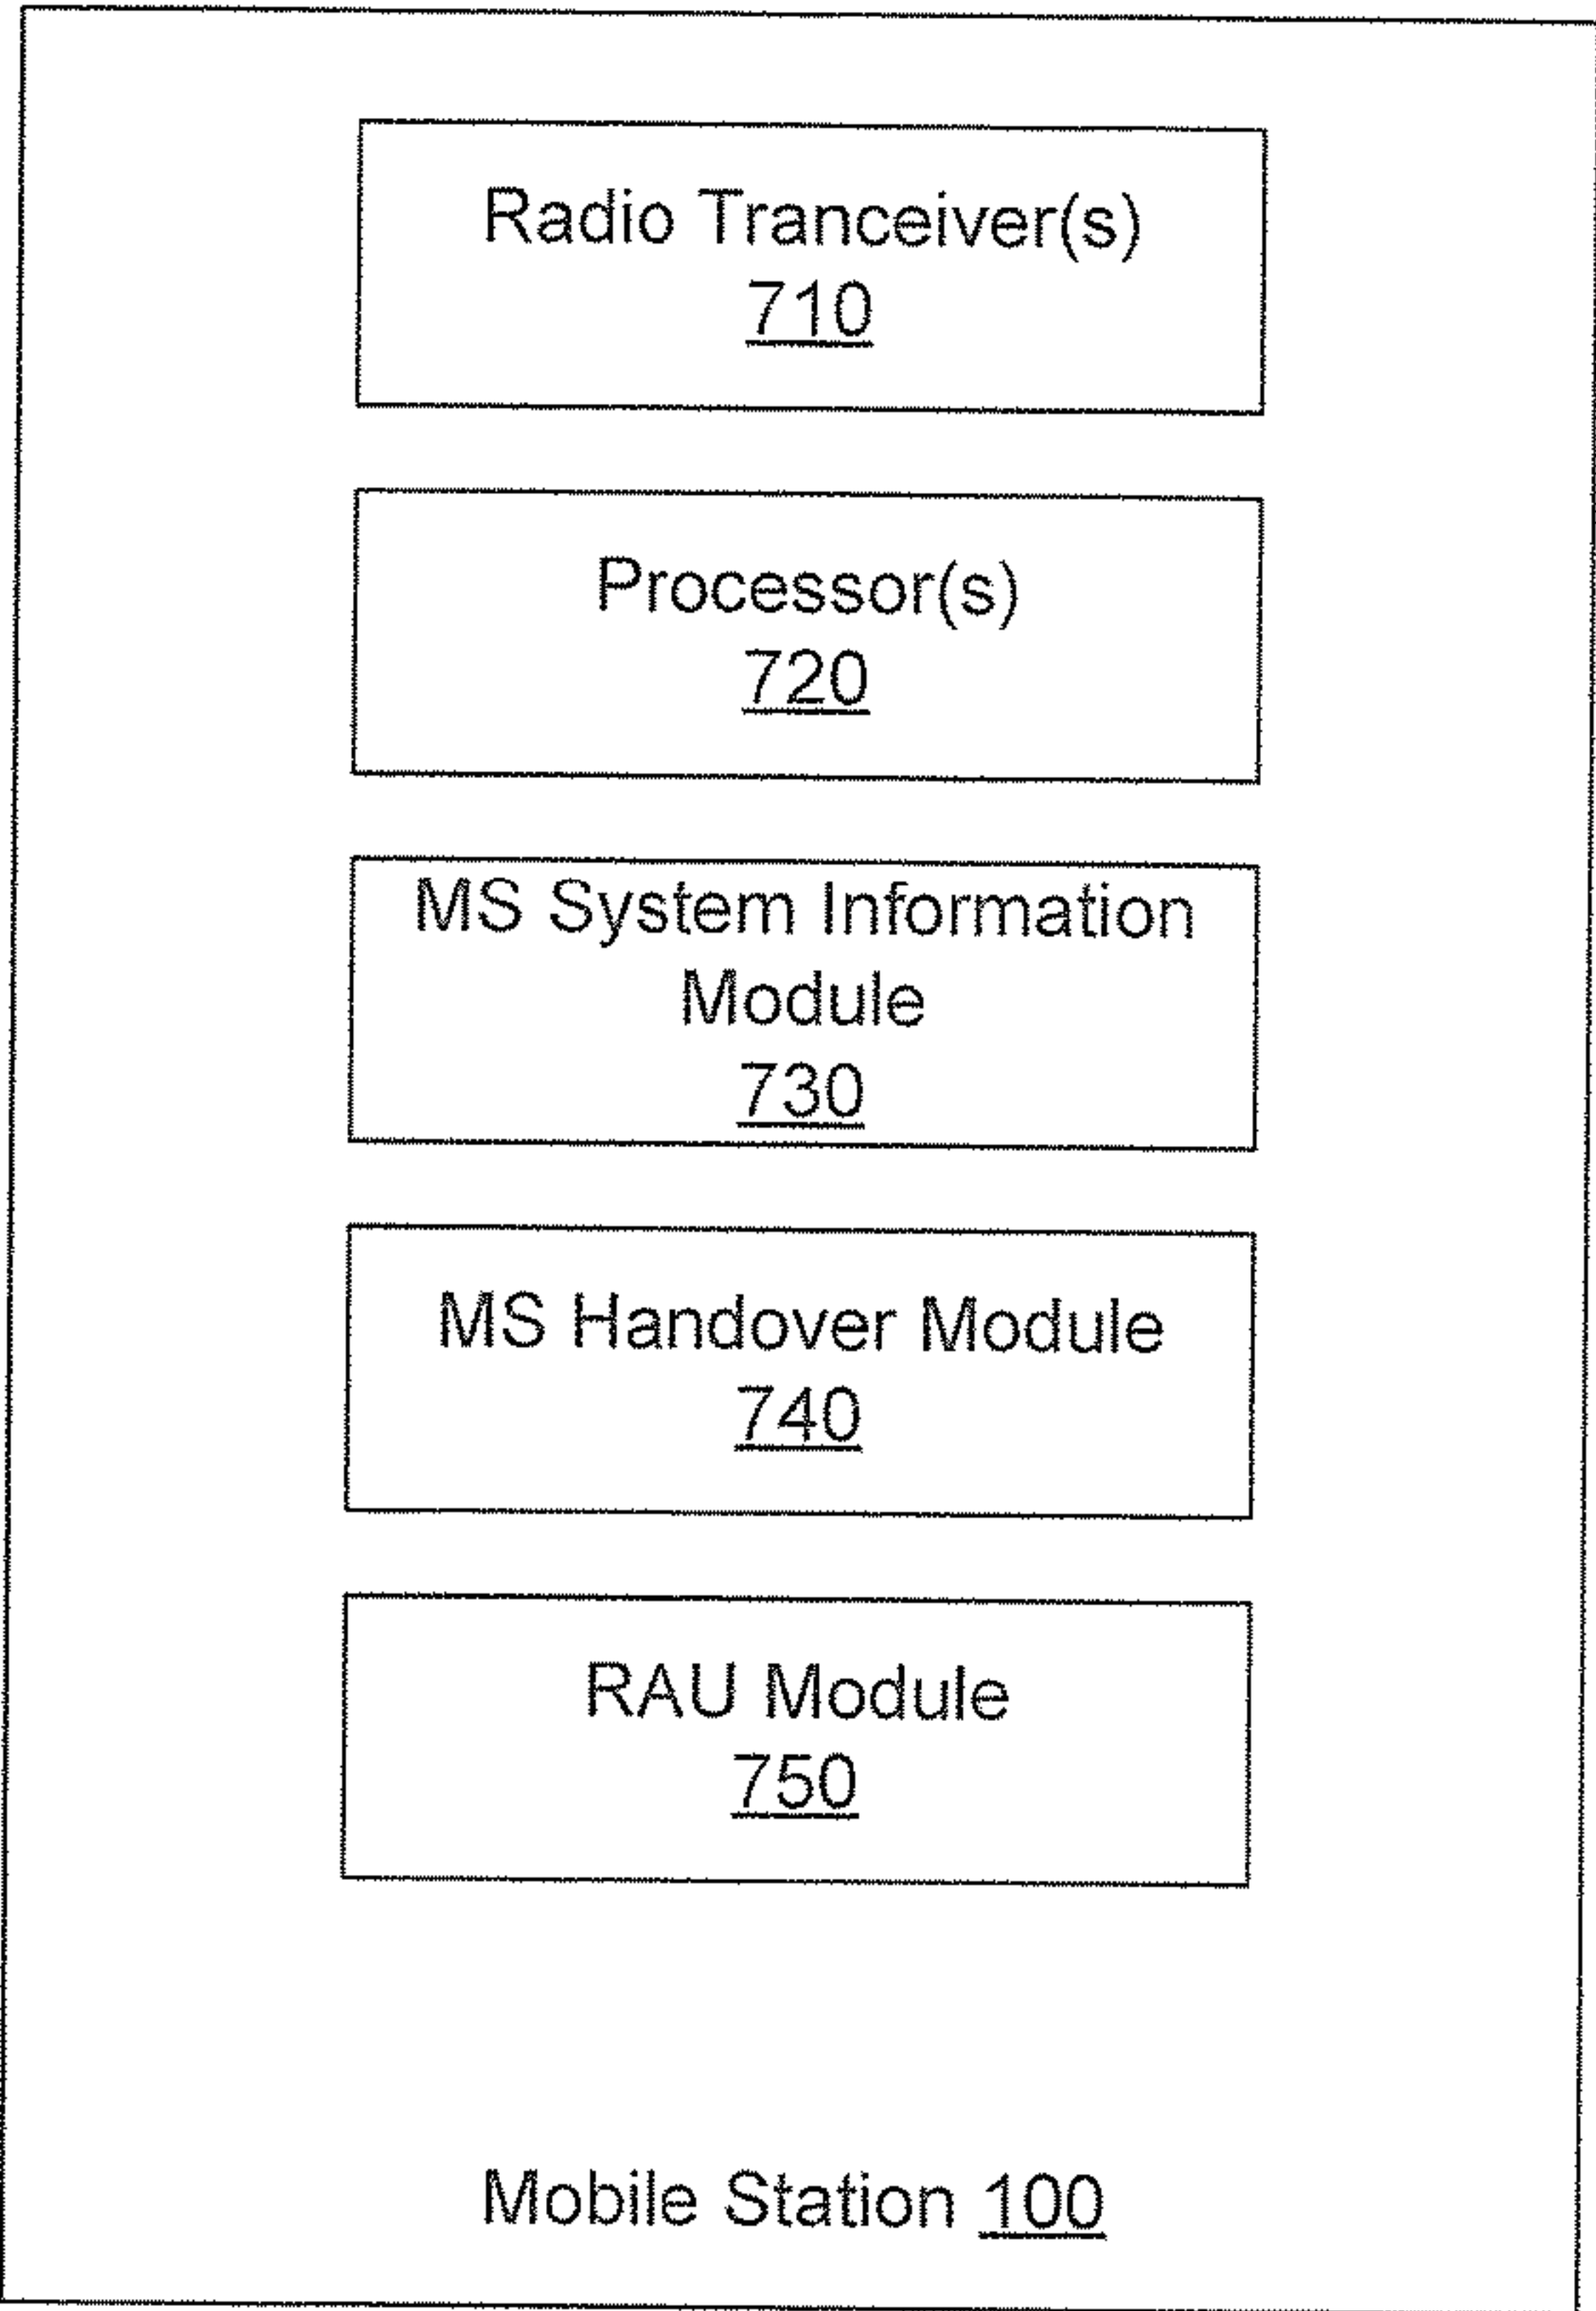 Radio Tranceiver(s)
710
Processor(s)
720
MS System Information
Module
730
MS Handover Module
740
RAU Module
750
Mobile Station 100